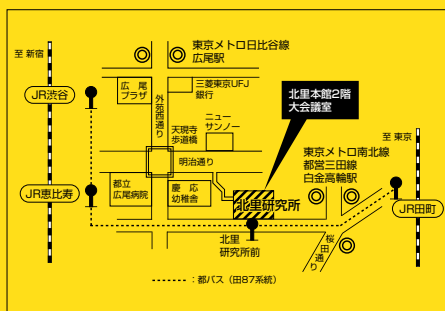 東京メトロ日比谷線
広尾駅
至 新宿
JR渋谷
広尾
プラザ
外苑西通り
三菱東京UFJ
銀行
北里本館2階
大会議室
天現寺
歩道橋
ニュー
サンノー
至 東京
明治通り
東京メトロ南北線
都営三田線
白金高輪駅
JR恵比寿
都立
広尾病院
慶応
幼稚舎
北里研究所
JR田町
北里
研究所前
桜田通り
：都バス（田87系統）